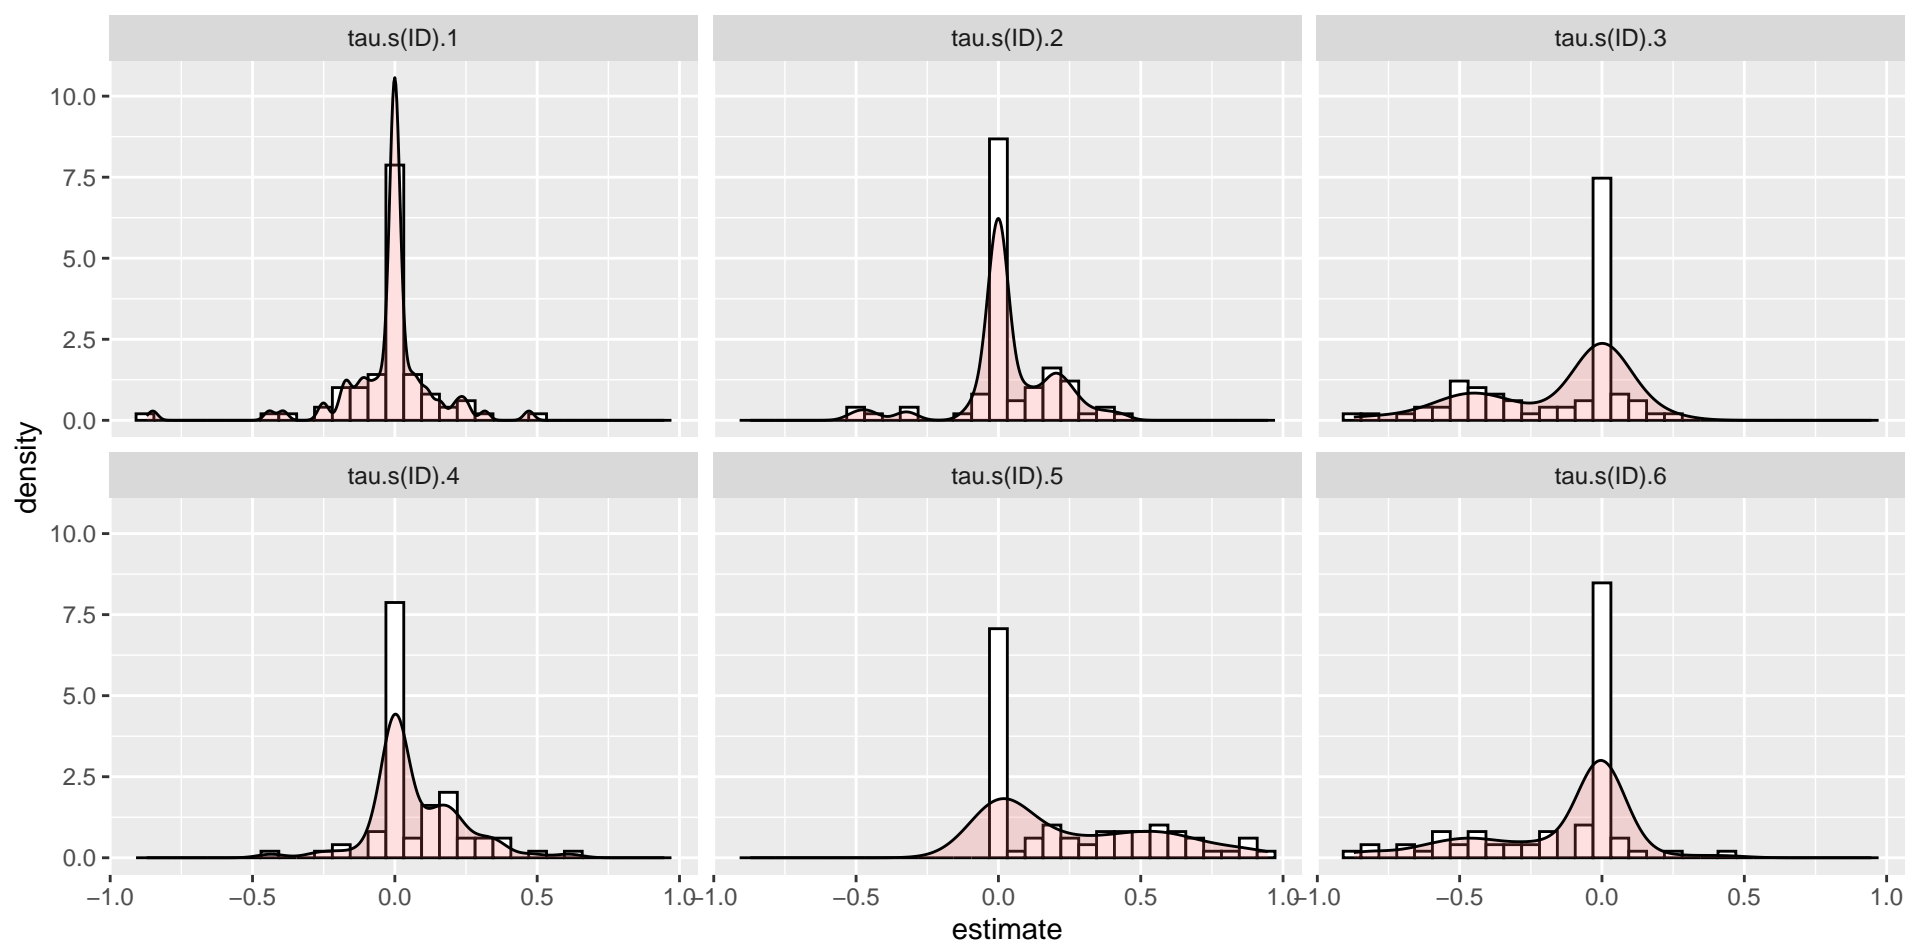 tau.s(ID).1 tau.s(ID).2 tau.s(ID).3
10.0
7.5
5.0
2.5
0.0
density
tau.s(ID).4 tau.s(ID).5 tau.s(ID).6
10.0
7.5
5.0
2.5
0.0
−1.0 −0.5 0.0 0.5 1.0 −1.0 −0.5 0.0 0.5 1.0 −1.0 −0.5 0.0 0.5 1.0
estimate